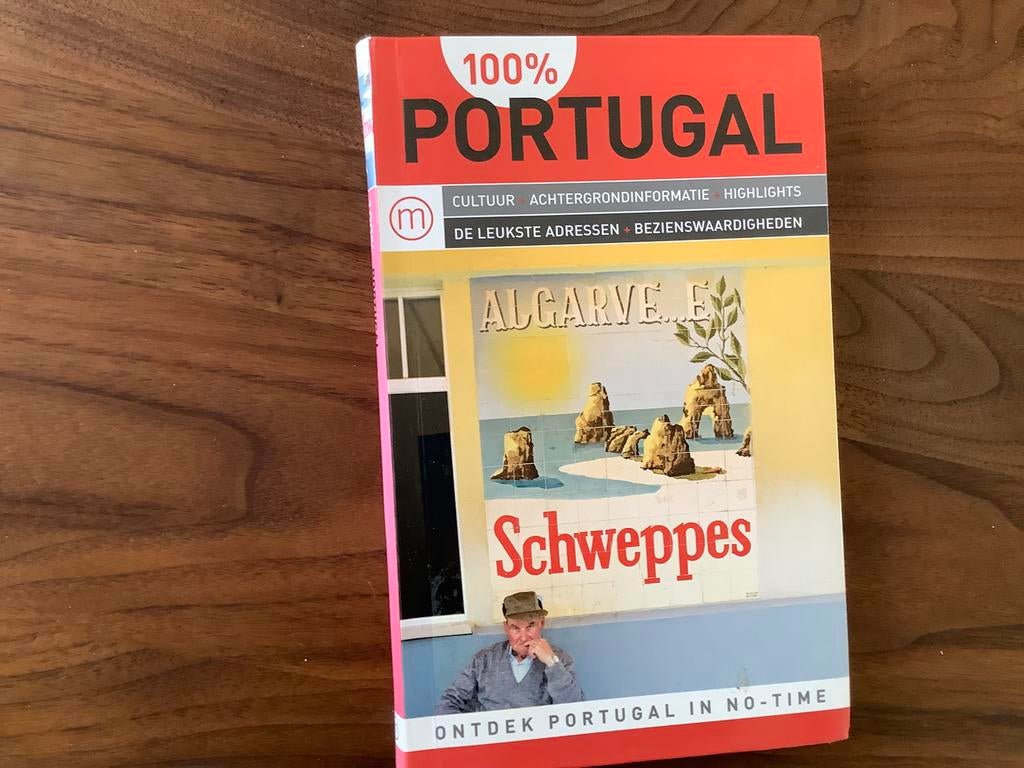 100%
PORTUGAL
CULTUUR + ACHTERGRONDINFORMATIE + HIGHLIGHTS
m
DE LEUKSTE ADRESSEN + BEZIENSWAARDIGHEDEN
ALGARVE...E
Schweppes
ONTDEK PORTUGAL IN NO-TIME